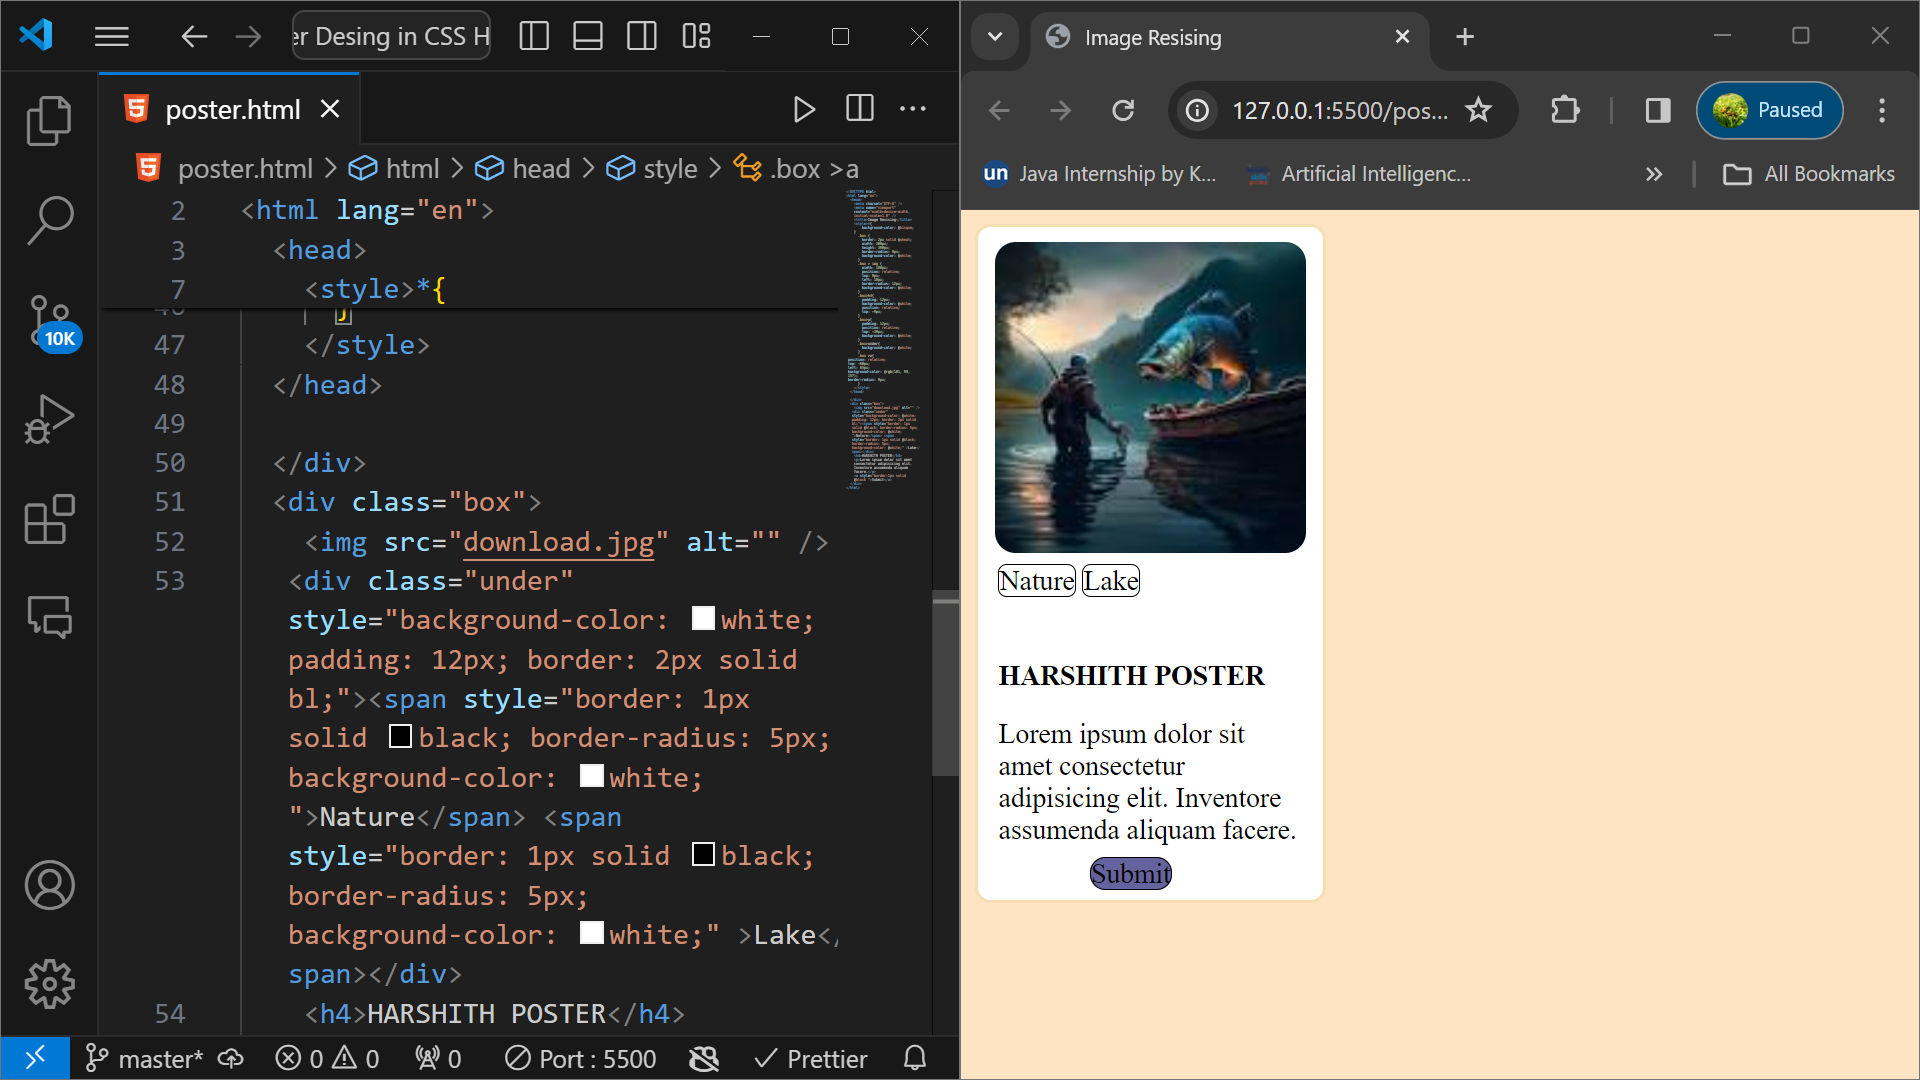 er Desing in CSS H
poster.html
poster.html > html > head > style > .box >a
2 <html lang="en">
3 <head>
7 <style>*{
46 }
47 </style>
48 </head>
49
50 </div>
51 <div class="box">
52 <img src="download.jpg" alt="" />
53 <div class="under"
style="background-color: white;
padding: 12px; border: 2px solid
bl;"><span style="border: 1px
solid black; border-radius: 5px;
background-color: white;
">Nature</span> <span
style="border: 1px solid black;
border-radius: 5px;
background-color: white;" >Lake</
span></div>
54 <h4>HARSHITH POSTER</h4>
10K
master* 0 0 0 Port : 5500 Prettier
Image Resising
127.0.0.1:5500/pos...
Paused
un Java Internship by K...
Artificial Intelligenc...
All Bookmarks
Nature Lake
HARSHITH POSTER
Lorem ipsum dolor sit
amet consectetur
adipisicing elit. Inventore
assumenda aliquam facere.
Submit